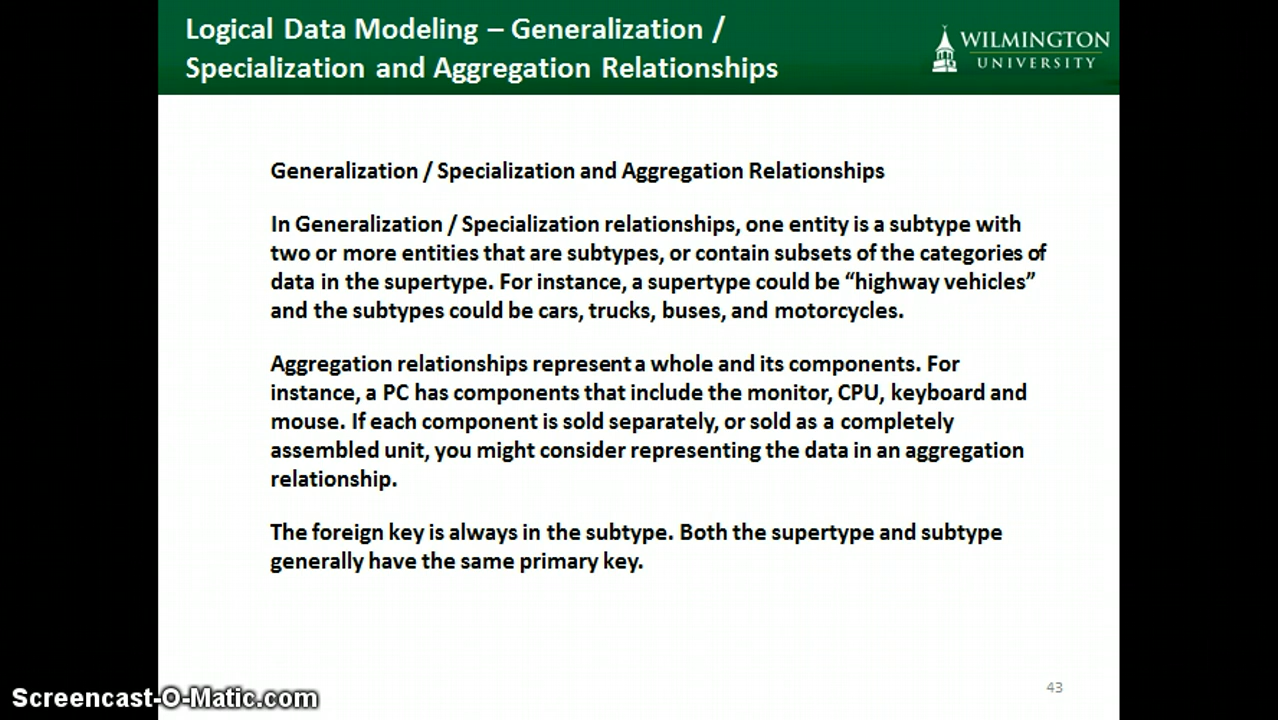 Logical Data Modeling – Generalization /
Specialization and Aggregation Relationships
WILMINGTON
UNIVERSITY
Generalization / Specialization and Aggregation Relationships
In Generalization / Specialization relationships, one entity is a subtype with
two or more entities that are subtypes, or contain subsets of the categories of
data in the supertype. For instance, a supertype could be “highway vehicles”
and the subtypes could be cars, trucks, buses, and motorcycles.
Aggregation relationships represent a whole and its components. For
instance, a PC has components that include the monitor, CPU, keyboard and
mouse. If each component is sold separately, or sold as a completely
assembled unit, you might consider representing the data in an aggregation
relationship.
The foreign key is always in the subtype. Both the supertype and subtype
generally have the same primary key.
43
Screencast-O-Matic.com